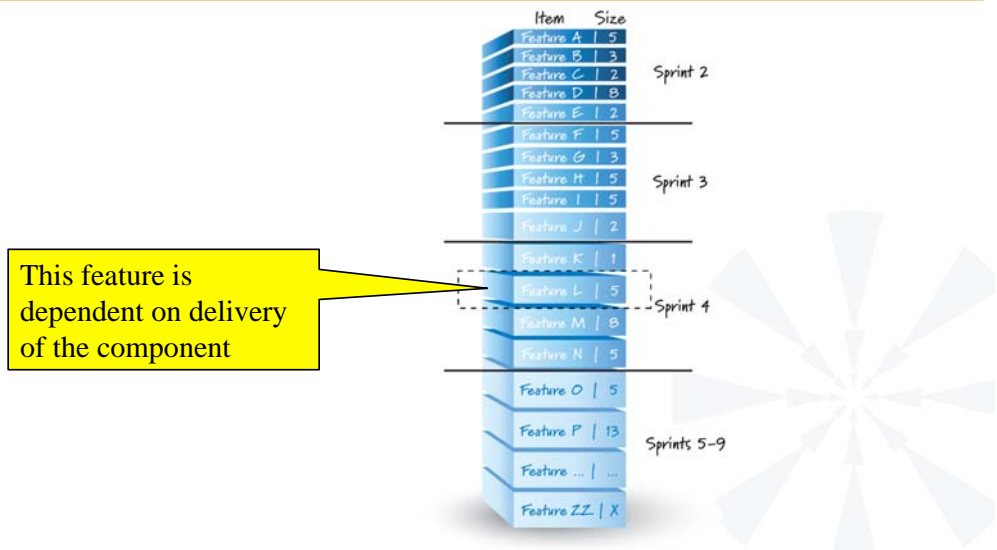 Item Size
Feature A | 5
Feature B | 3
Feature C | 2
Feature D | 8
Feature E | 2
Sprint 2
Feature F | 5
Feature G | 3
Feature H | 5
Feature I | 5
Feature J | 2
Sprint 3
Feature K | 1
Feature L | 5
Feature M | 8
Feature N | 5
Sprint 4
This feature is
dependent on delivery
of the component
Feature O | 5
Feature P | 13
Feature ... | ...
Feature ZZ | X
Sprints 5-9